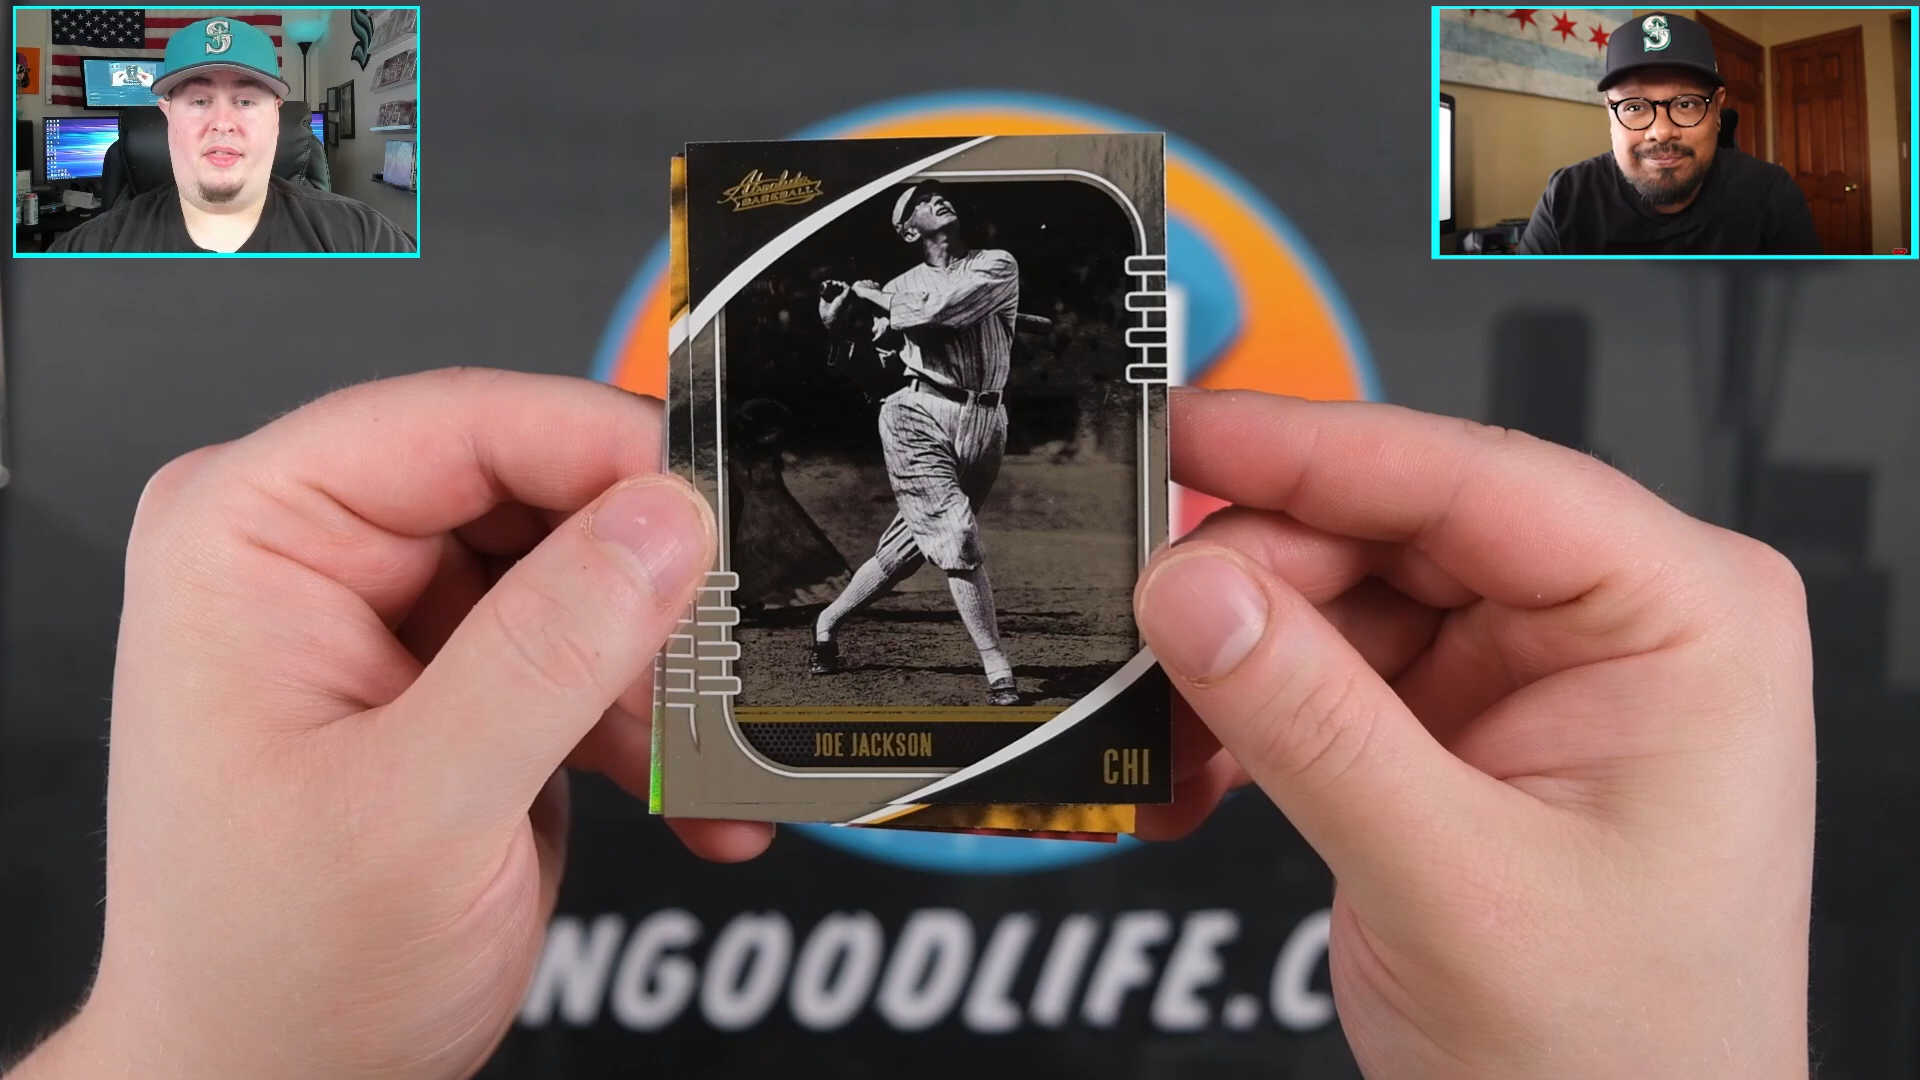 S
S
Absolute
BASEBALL
JOE JACKSON
CHI
NGOODLIFE.C